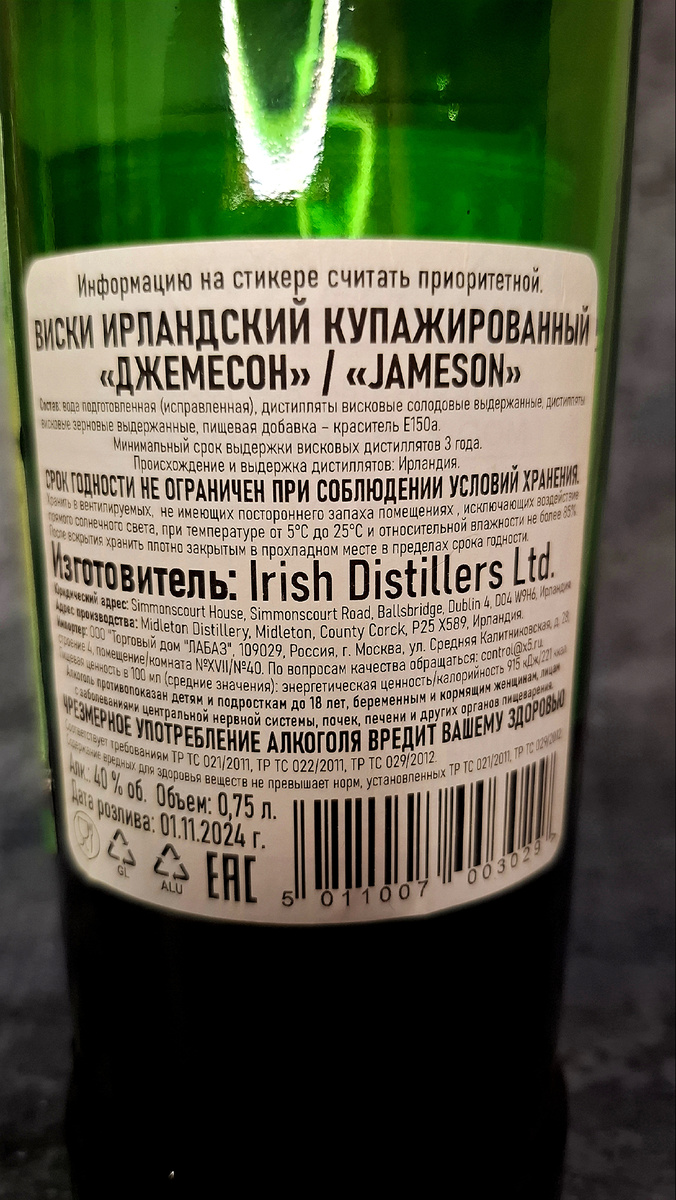 Информацию на стикере считать приоритетной.
ВИСКИ ИРЛАНДСКИЙ КУПАЖИРОВАННЫЙ
«ДЖЕМЕСОН» / «JAMESON»
Состав: вода подготовленная (исправленная), дистилляты висковые солодовые выдержанные, дистилляты
висковые зерновые выдержанные, пищевая добавка – краситель Е150а.
Минимальный срок выдержки висковых дистиллятов 3 года.
Происхождение и выдержка дистиллятов: Ирландия.
СРОК ГОДНОСТИ НЕ ОГРАНИЧЕН ПРИ СОБЛЮДЕНИИ УСЛОВИЙ ХРАНЕНИЯ.
Хранить в вентилируемых, не имеющих постороннего запаха помещениях, исключающих воздействие
прямого солнечного света, при температуре от 5°С до 25°С и относительной влажности не более 85%.
После вскрытия хранить плотно закрытым в прохладном месте в пределах срока годности.
Изготовитель: Irish Distillers Ltd.
Юридический адрес: Simmonscourt House, Simmonscourt Road, Ballsbridge, Dublin 4, D04 W9H6, Ирландия.
Адрес производства: Midleton Distillery, Midleton, County Corck, P25 X589, Ирландия.
Импортер: ООО "Торговый дом "ЛАБАЗ", 109029, Россия, г. Москва, ул. Средняя Калитниковская, д. 28,
строение 4, помещение/комната №XVII/№40. По вопросам качества обращаться: control@x5.ru
Пищевая ценность в 100 мл (средние значения): энергетическая ценность/калорийность 915 кДж/221 ккал.
Алкоголь противопоказан детям и подросткам до 18 лет, беременным и кормящим женщинам, лицам
с заболеваниями центральной нервной системы, почек, печени и других органов пищеварения.
ЧРЕЗМЕРНОЕ УПОТРЕБЛЕНИЕ АЛКОГОЛЯ ВРЕДИТ ВАШЕМУ ЗДОРОВЬЮ
Соответствует требованиям ТР ТС 021/2011, ТР ТС 022/2011, ТР ТС 029/2012.
Содержание вредных для здоровья веществ не превышает норм, установленных ТР ТС 021/2011, ТР ТС 029/2012.
Алк.: 40 % об. Объем: 0,75 л.
Дата розлива: 01.11.2024 г.
GL ALU EAC
5 011007 003029